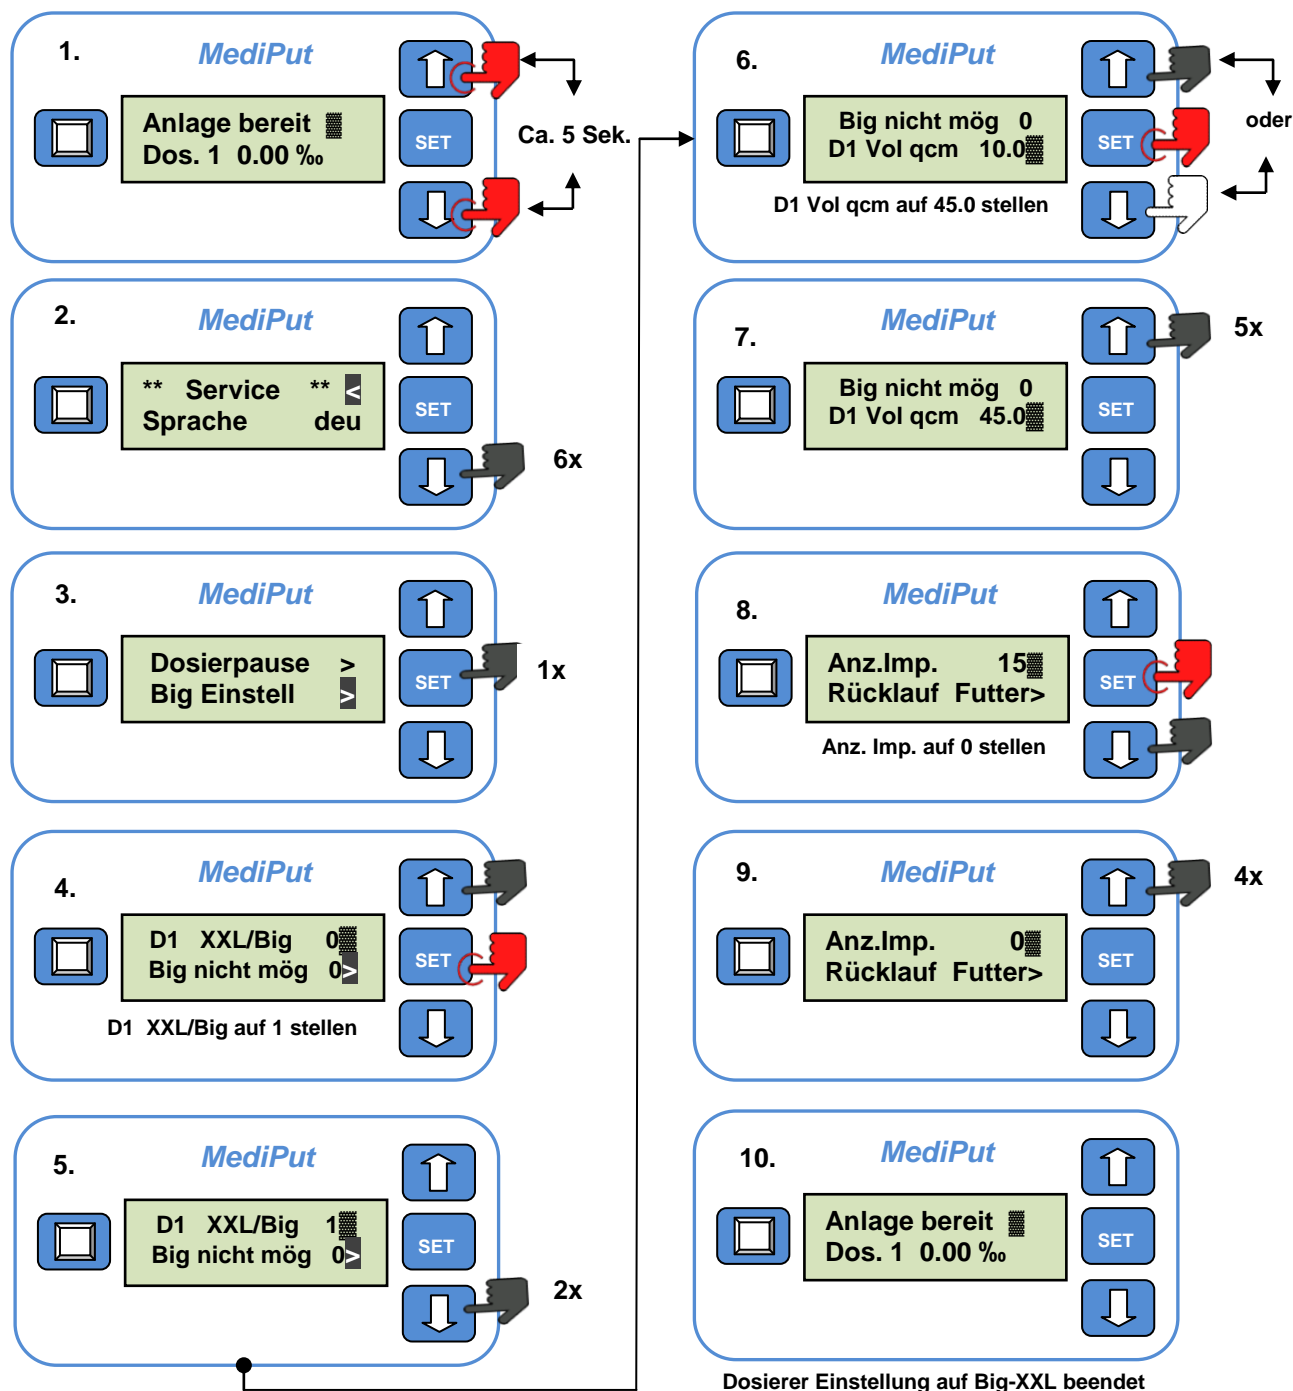 1.
MediPut
Anlage bereit
Dos. 1 0.00 ‰
SET
Ca. 5 Sek.
2.
MediPut
** Service ** <
Sprache deu
SET
6x
3.
MediPut
Dosierpause >
Big Einstell >
SET
1x
4.
MediPut
D1 XXL/Big 0
Big nicht mög 0>
SET
D1 XXL/Big auf 1 stellen
5.
MediPut
D1 XXL/Big 1
Big nicht mög 0>
SET
2x
6.
MediPut
Big nicht mög 0
D1 Vol qcm 10.0
SET
oder
D1 Vol qcm auf 45.0 stellen
7.
MediPut
5x
Big nicht mög 0
D1 Vol qcm 45.0
SET
8.
MediPut
Anz.Imp. 15
Rücklauf Futter>
SET
Anz. Imp. auf 0 stellen
9.
MediPut
4x
Anz.Imp. 0
Rücklauf Futter>
SET
10.
MediPut
Anlage bereit
Dos. 1 0.00 ‰
SET
Dosierer Einstellung auf Big-XXL beendet